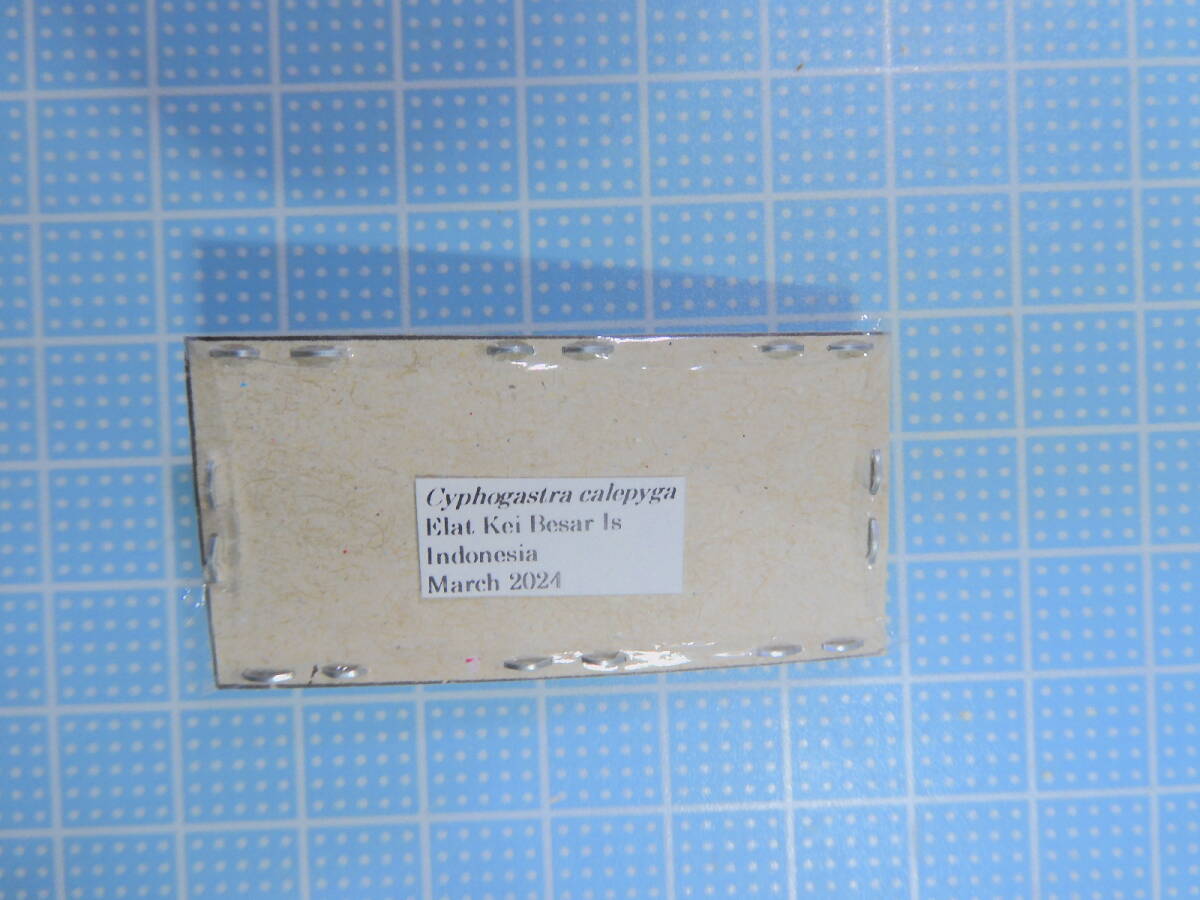 Cyphogastra calepyga
Elat Kei Besar Is
Indonesia
March 2024